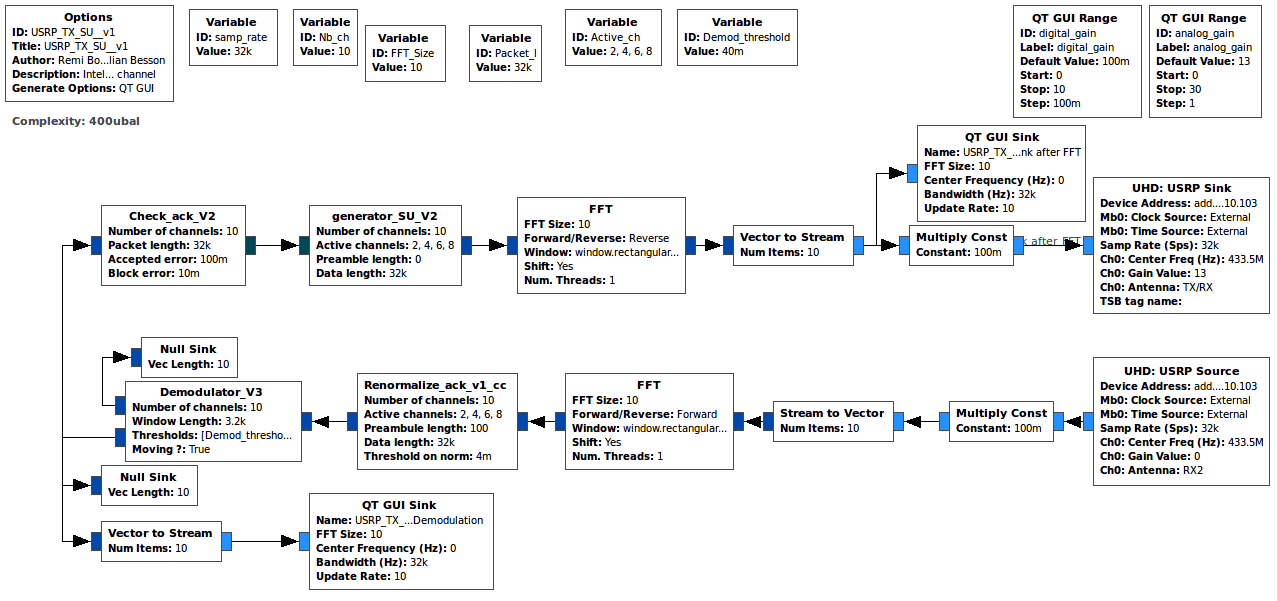 Options
ID: USRP_TX_SU__v1
Title: USRP_TX_SU__v1
Author: Remi Bo...lian Besson
Description: Intel... channel
Generate Options: QT GUI
Variable
ID: samp_rate
Value: 32k
Variable
ID: Nb_ch
Value: 10
Variable
ID: FFT_Size
Value: 10
Variable
ID: Packet_l
Value: 32k
Variable
ID: Active_ch
Value: 2, 4, 6, 8
Variable
ID: Demod_threshold
Value: 40m
QT GUI Range
ID: digital_gain
Label: digital_gain
Default Value: 100m
Start: 0
Stop: 10
Step: 100m
QT GUI Range
ID: analog_gain
Label: analog_gain
Default Value: 13
Start: 0
Stop: 30
Step: 1
Complexity: 400ubal
QT GUI Sink
Name: USRP_TX_...nk after FFT
FFT Size: 10
Center Frequency (Hz): 0
Bandwidth (Hz): 32k
Update Rate: 10
Check_ack_V2
Number of channels: 10
Packet length: 32k
Accepted error: 100m
Block error: 10m
generator_SU_V2
Number of channels: 10
Active channels: 2, 4, 6, 8
Preamble length: 0
Data length: 32k
FFT
FFT Size: 10
Forward/Reverse: Reverse
Window: window.rectangular...
Shift: Yes
Num. Threads: 1
Vector to Stream
Num Items: 10
Multiply Const
Constant: 100m
k after FFT
UHD: USRP Sink
Device Address: add....10.103
Mb0: Clock Source: External
Mb0: Time Source: External
Samp Rate (Sps): 32k
Ch0: Center Freq (Hz): 433.5M
Ch0: Gain Value: 13
Ch0: Antenna: TX/RX
TSB tag name:
Null Sink
Vec Length: 10
Demodulator_V3
Number of channels: 10
Window Length: 3.2k
Thresholds: [Demod_thresho...
Moving ?: True
Renormalize_ack_v1_cc
Number of channels: 10
Active channels: 2, 4, 6, 8
Preambule length: 100
Data length: 32k
Threshold on norm: 4m
FFT
FFT Size: 10
Forward/Reverse: Forward
Window: window.rectangular...
Shift: Yes
Num. Threads: 1
Stream to Vector
Num Items: 10
Multiply Const
Constant: 100m
UHD: USRP Source
Device Address: add....10.103
Mb0: Clock Source: External
Mb0: Time Source: External
Samp Rate (Sps): 32k
Ch0: Center Freq (Hz): 433.5M
Ch0: Gain Value: 0
Ch0: Antenna: RX2
Null Sink
Vec Length: 10
Vector to Stream
Num Items: 10
QT GUI Sink
Name: USRP_TX_...Demodulation
FFT Size: 10
Center Frequency (Hz): 0
Bandwidth (Hz): 32k
Update Rate: 10